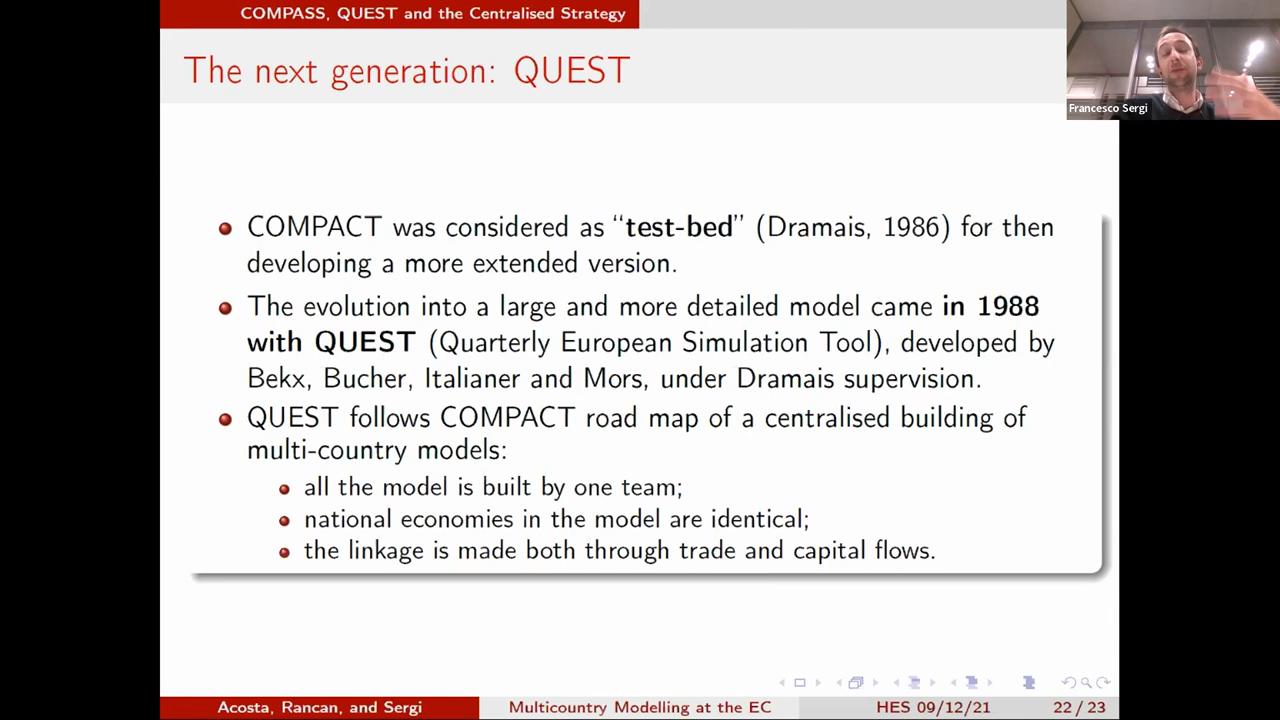 COMPASS, QUEST and the Centralised Strategy
The next generation: QUEST
Francesco Sergi
COMPACT was considered as “test-bed” (Dramais, 1986) for then
developing a more extended version.
The evolution into a large and more detailed model came in 1988
with QUEST (Quarterly European Simulation Tool), developed by
Bekx, Bucher, Italianer and Mors, under Dramais supervision.
QUEST follows COMPACT road map of a centralised building of
multi-country models:
all the model is built by one team;
national economies in the model are identical;
the linkage is made both through trade and capital flows.
Acosta, Rancan, and Sergi
Multicountry Modelling at the EC
HES 09/12/21
22 / 23